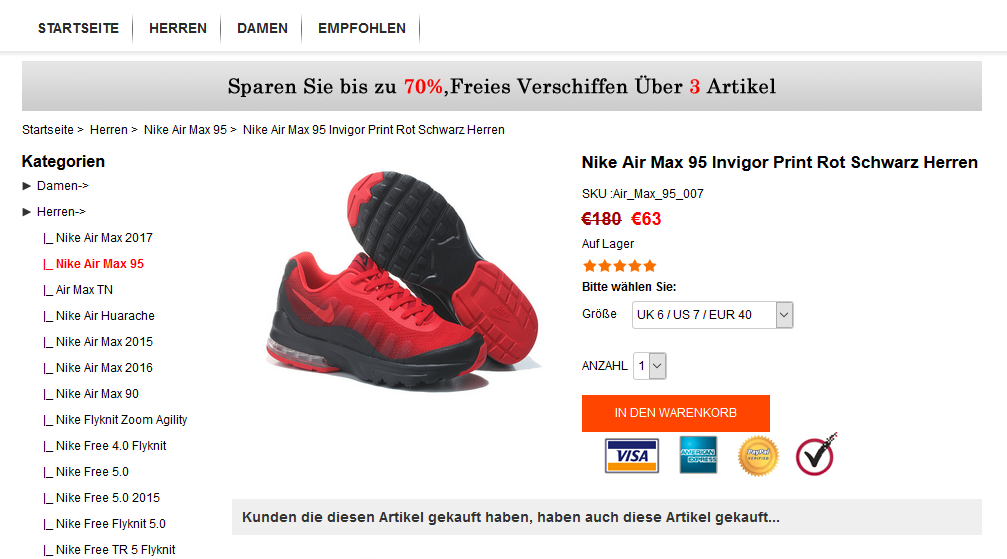 STARTSEITE HERREN DAMEN EMPFOHLEN
Sparen Sie bis zu 70%,Freies Verschiffen Über 3 Artikel
Startseite > Herren > Nike Air Max 95 > Nike Air Max 95 Invigor Print Rot Schwarz Herren
Kategorien
Damen->
Herren->
|_ Nike Air Max 2017
|_ Nike Air Max 95
|_ Air Max TN
|_ Nike Air Huarache
|_ Nike Air Max 2015
|_ Nike Air Max 2016
|_ Nike Air Max 90
|_ Nike Flyknit Zoom Agility
|_ Nike Free 4.0 Flyknit
|_ Nike Free 5.0
|_ Nike Free 5.0 2015
|_ Nike Free Flyknit 5.0
|_ Nike Free TR 5 Flyknit
Nike Air Max 95 Invigor Print Rot Schwarz Herren
SKU :Air_Max_95_007
€180 €63
Auf Lager
Bitte wählen Sie:
Größe UK 6 / US 7 / EUR 40
ANZAHL 1
IN DEN WARENKORB
VISA AMERICAN EXPRESS PayPal VERIFIED
Kunden die diesen Artikel gekauft haben, haben auch diese Artikel gekauft...